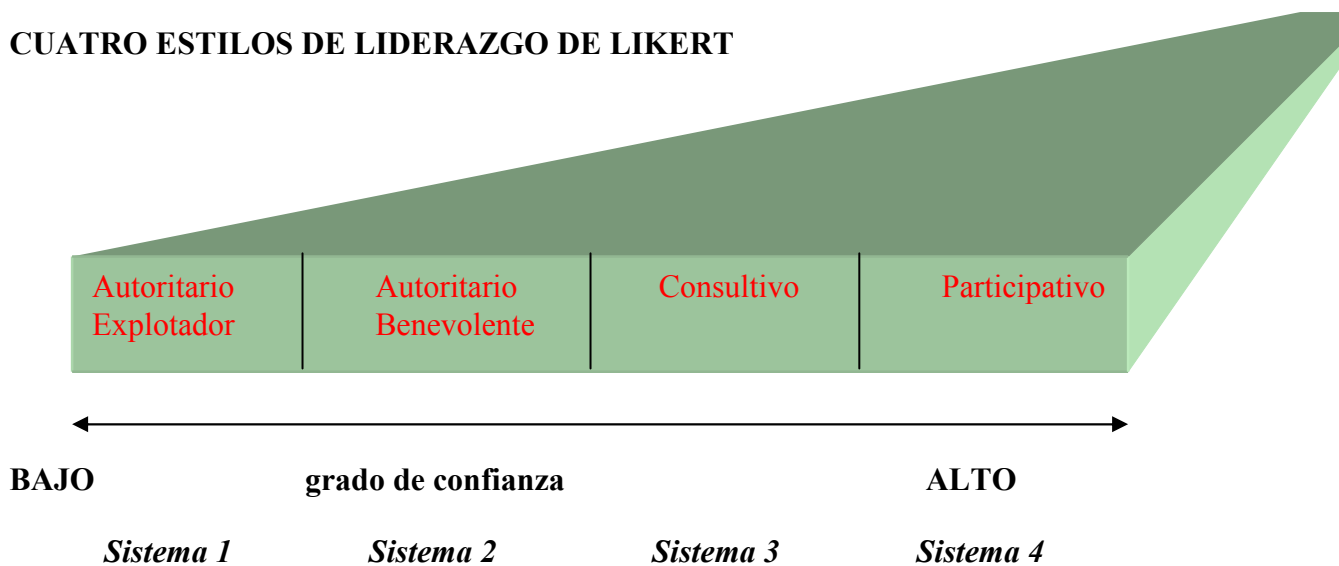 CUATRO ESTILOS DE LIDERAZGO DE LIKERT
Autoritario Explotador
Autoritario Benevolente
Consultivo
Participativo
BAJO grado de confianza ALTO
Sistema 1 Sistema 2 Sistema 3 Sistema 4